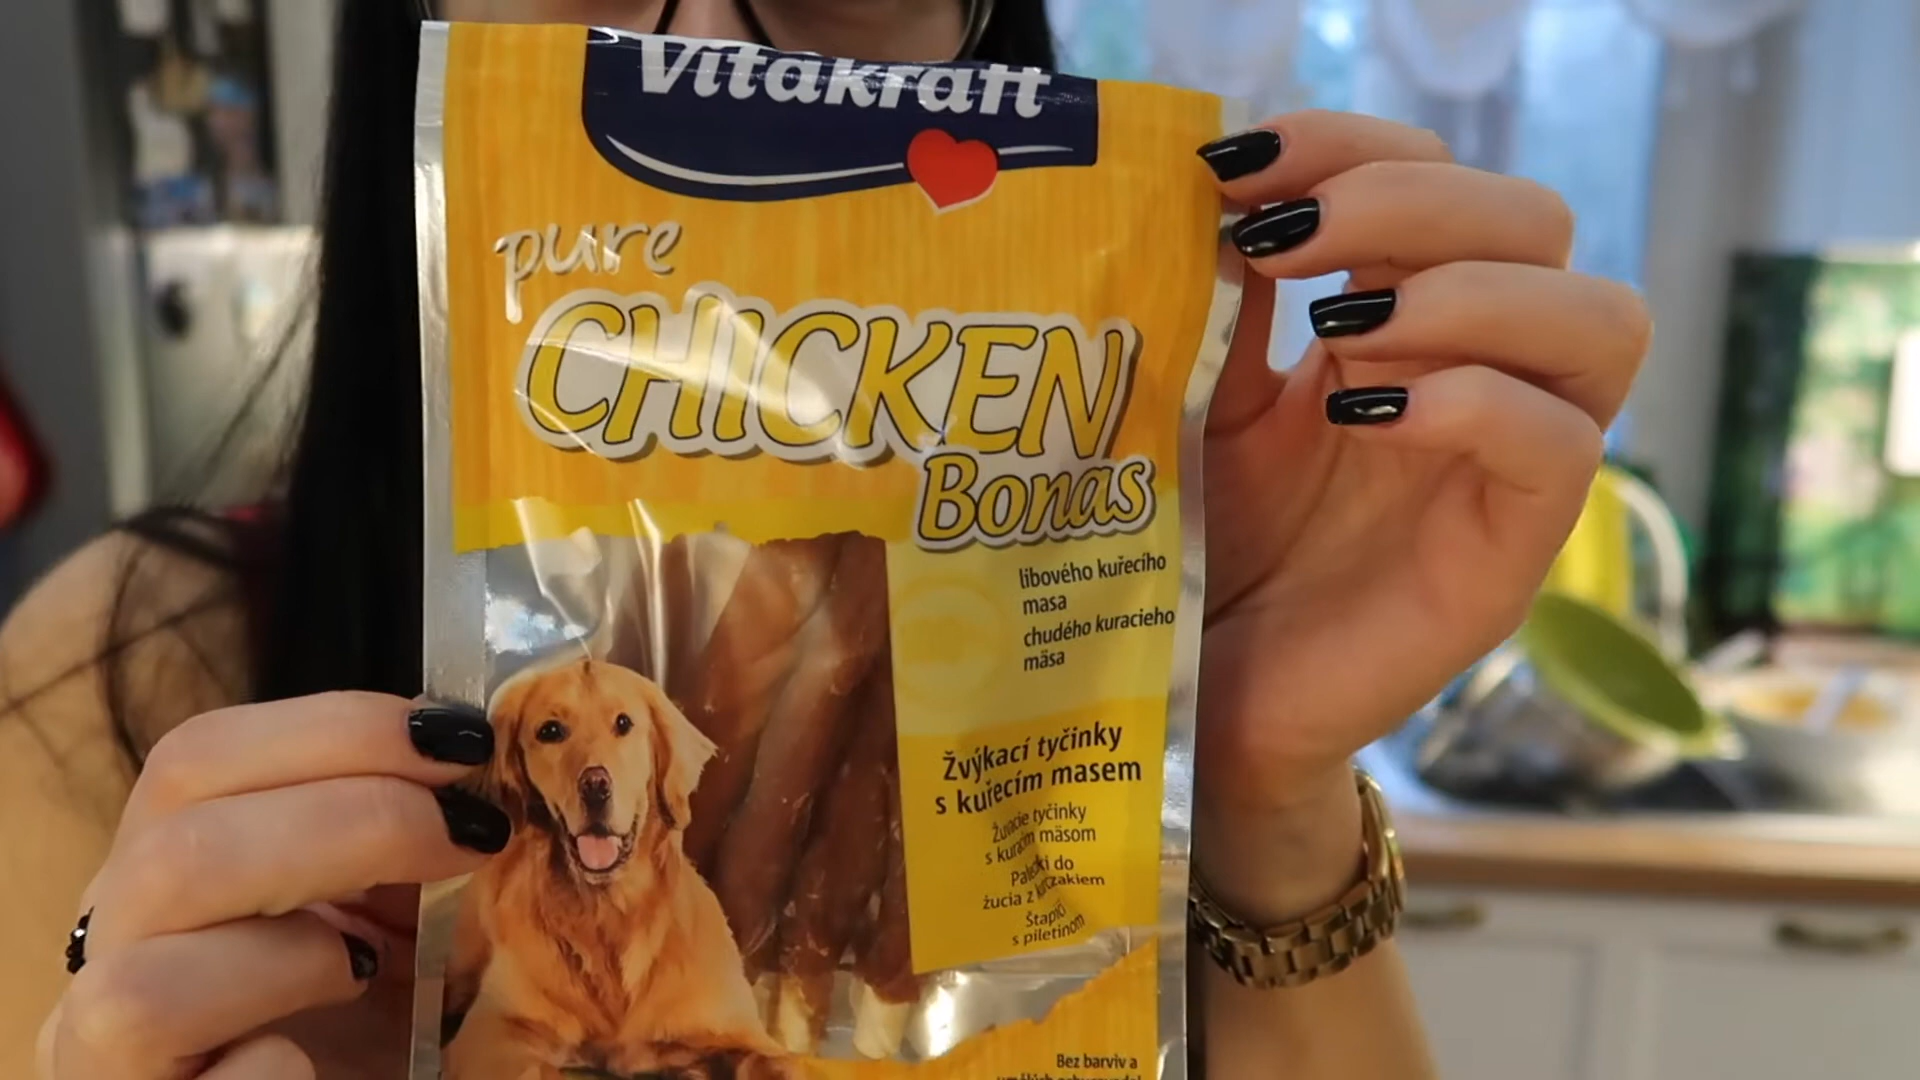 Vitakraft
pure
CHICKEN
Bonas
libového kuřecího
masa
chudého kuracieho
mäsa
Žvýkací tyčinky
s kuřecím masem
Žuvacie tyčinky
s kuracím mäsom
Pałeczki do
żucia z kurczakiem
Štapići
s piletinom
Bez barviv a